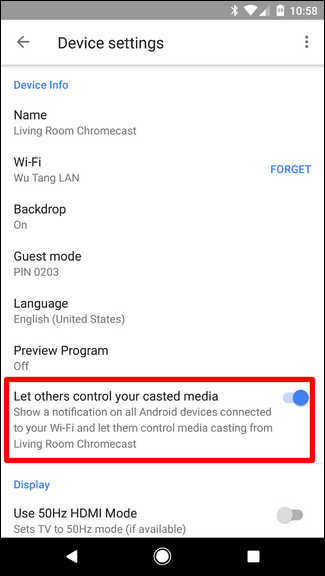 10:58
Device settings
Device Info
Name
Living Room Chromecast
Wi-Fi
Wu Tang LAN
FORGET
Backdrop
On
Guest mode
PIN 0203
Language
English (United States)
Preview Program
Off
Let others control your casted media
Show a notification on all Android devices connected
to your Wi-Fi and let them control media casting from
Living Room Chromecast
Display
Use 50Hz HDMI Mode
Sets TV to 50Hz mode (if available)